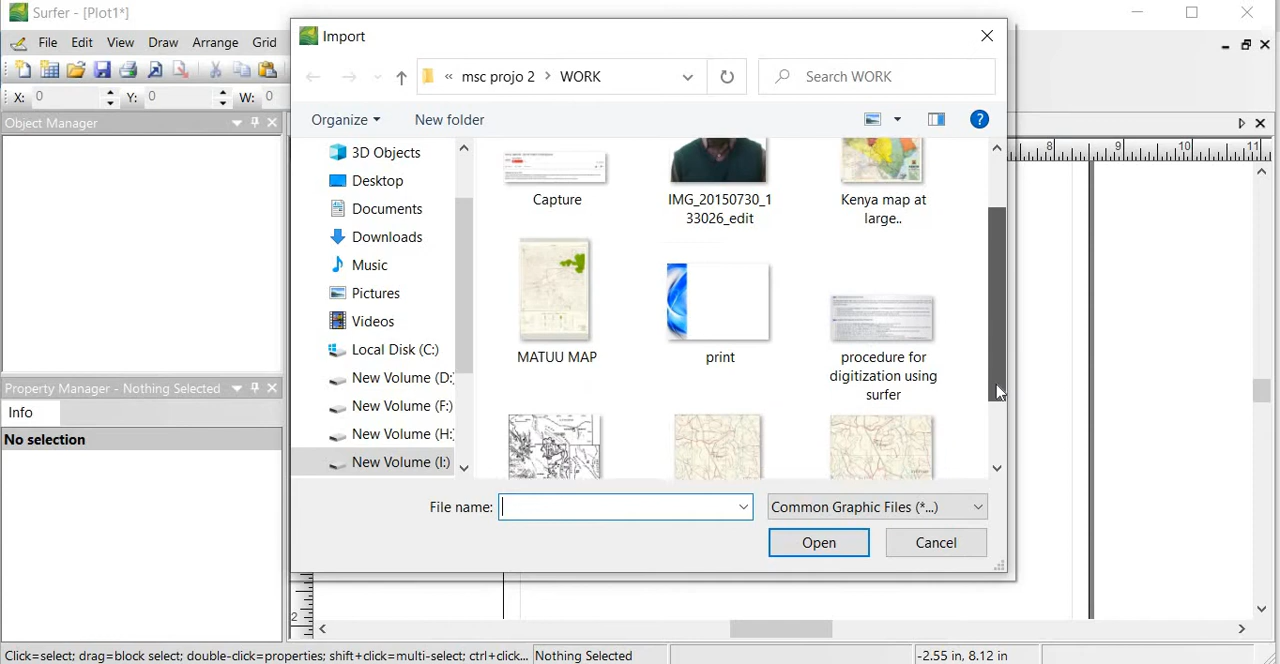 Surfer - [Plot1*]
File Edit View Draw Arrange Grid
X: 0 Y: 0 W: 0
Object Manager
Property Manager - Nothing Selected
Info
No selection
Import
« msc projo 2 > WORK
Search WORK
Organize New folder
3D Objects
Desktop
Documents
Downloads
Music
Pictures
Videos
Local Disk (C:)
New Volume (D:
New Volume (F:)
New Volume (H:
New Volume (I:)
Capture
IMG_20150730_1
33026_edit
Kenya map at
large..
MATUU MAP
print
procedure for
digitization using
surfer
File name:
Common Graphic Files (*...)
Open Cancel
8 9 10 11
2
Click=select; drag=block select; double-click=properties; shift+click=multi-select; ctrl+click... Nothing Selected -2.55 in, 8.12 in